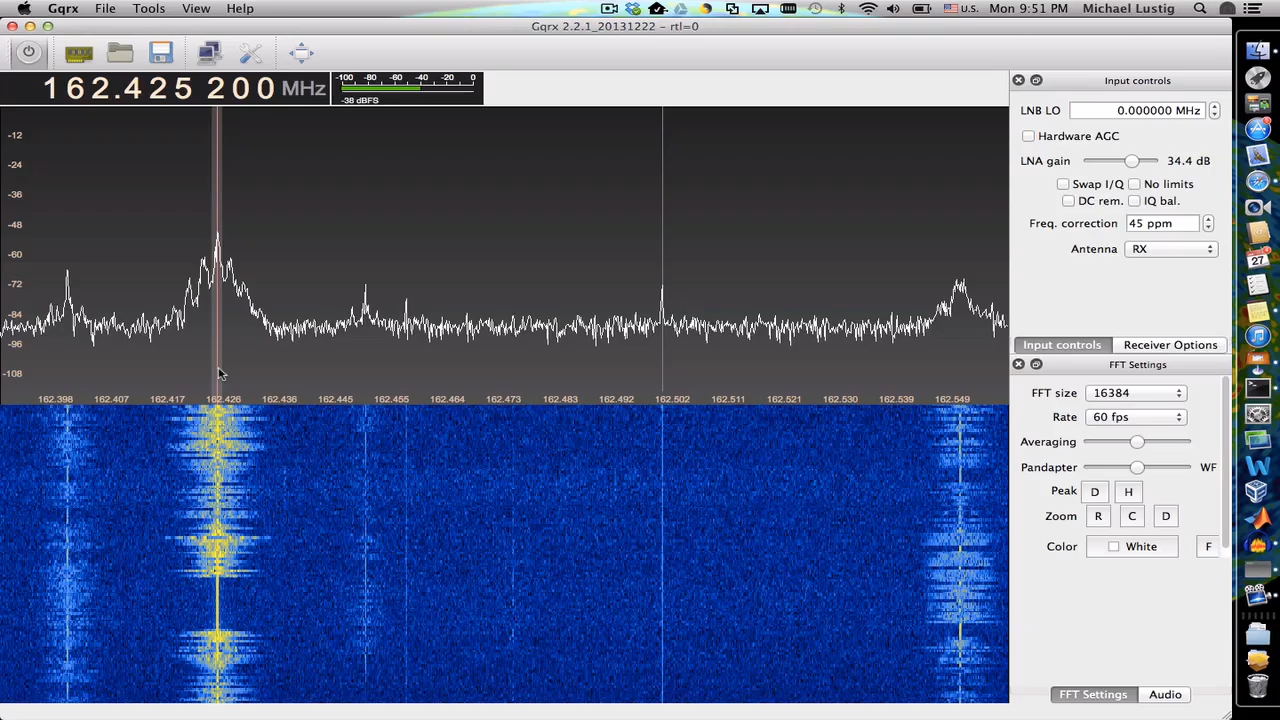 Gqrx File Tools View Help U.S. Mon 9:51 PM Michael Lustig
Gqrx 2.2.1_20131222 - rtl=0
162.425 200 MHz
-100 -80 -60 -40 -20 0
-38 dBFS
-12
-24
-36
-48
-60
-72
-84
-96
-108
162.398 162.407 162.417 162.426 162.436 162.445 162.455 162.464 162.473 162.483 162.492 162.502 162.511 162.521 162.530 162.539 162.549
Input controls
LNB LO 0.000000 MHz
Hardware AGC
LNA gain 34.4 dB
Swap I/Q No limits
DC rem. IQ bal.
Freq. correction 45 ppm
Antenna RX
Input controls Receiver Options
FFT Settings
FFT size 16384
Rate 60 fps
Averaging
Pandapter WF
Peak D H
Zoom R C D
Color White F
FFT Settings Audio
27